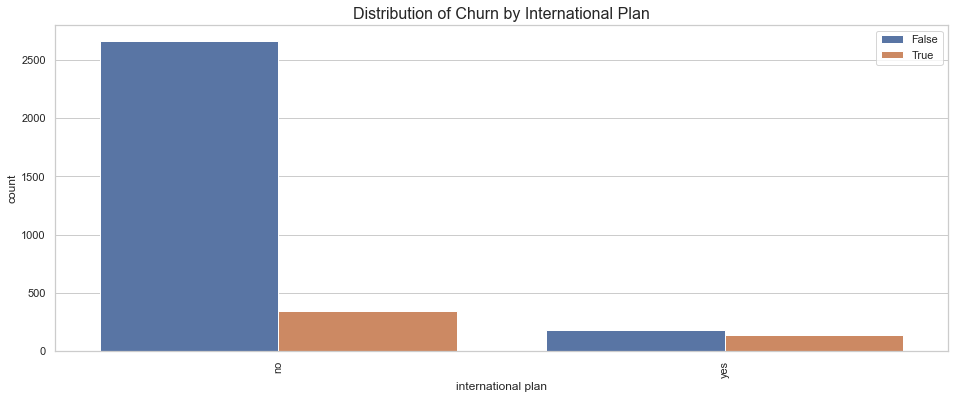 Distribution of Churn by International Plan
False
True
count
2500
2000
1500
1000
500
0
no
yes
international plan